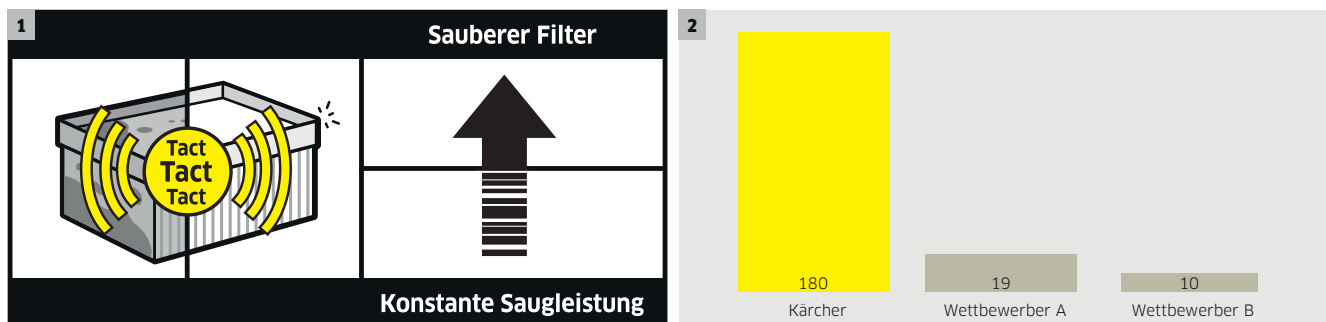 1
Sauberer Filter
Tact
Tact
Tact
Konstante Saugleistung
2
180
19
10
Kärcher
Wettbewerber A
Wettbewerber B